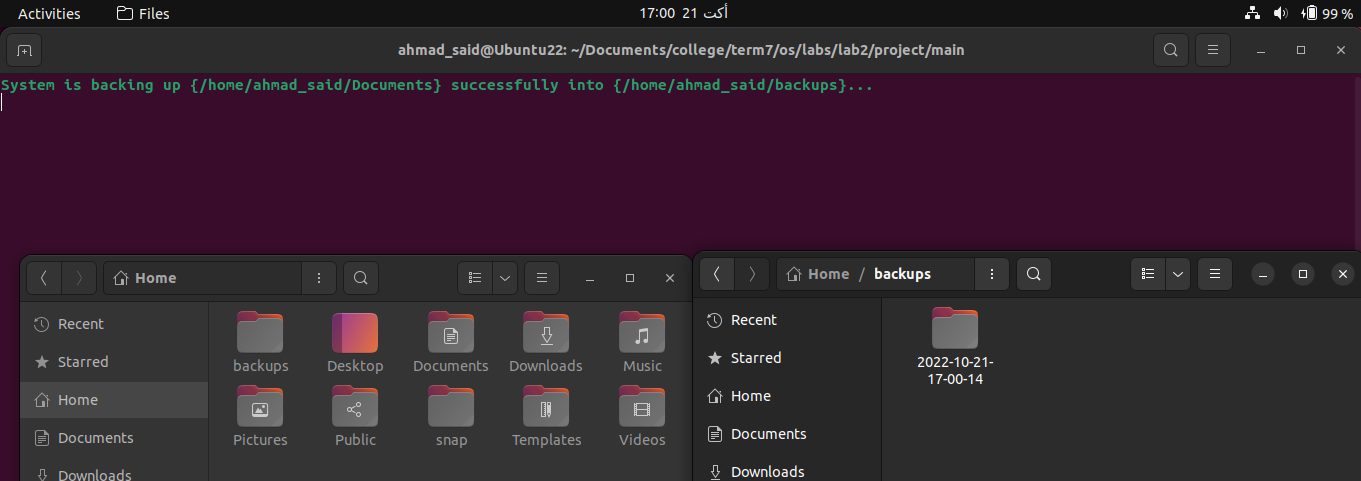 Activities Files 17:00 21 أكت 99 %
ahmad_said@Ubuntu22: ~/Documents/college/term7/os/labs/lab2/project/main
System is backing up {/home/ahmad_said/Documents} successfully into {/home/ahmad_said/backups}...
Home
Recent
Starred
Home
Documents
Downloads
backups Desktop Documents Downloads Music
Pictures Public snap Templates Videos
Home / backups
Recent
Starred
Home
Documents
Downloads
2022-10-21-
17-00-14